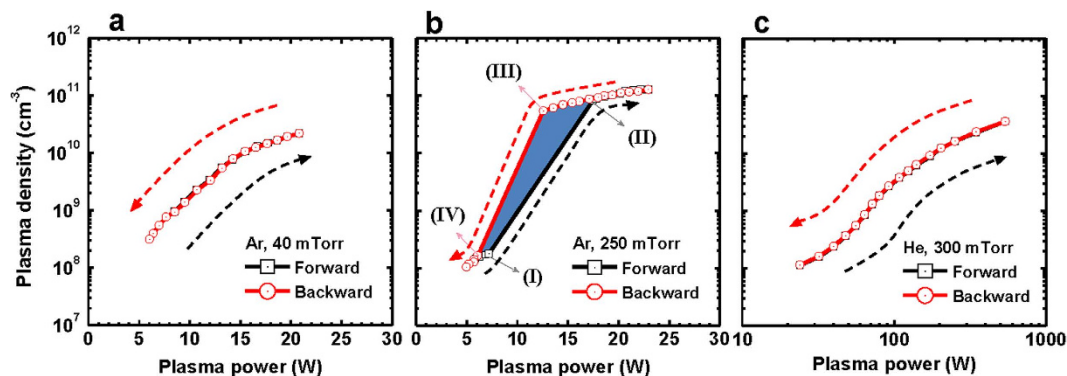 a
b
c
Plasma density (cm⁻³)
10¹²
10¹¹
10¹⁰
10⁹
10⁸
10⁷
Ar, 40 mTorr
Forward
Backward
0 5 10 15 20 25 30
Plasma power (W)
(III)
(II)
(IV)
(I)
Ar, 250 mTorr
Forward
Backward
0 5 10 15 20 25 30
Plasma power (W)
He, 300 mTorr
Forward
Backward
10 100 1000
Plasma power (W)